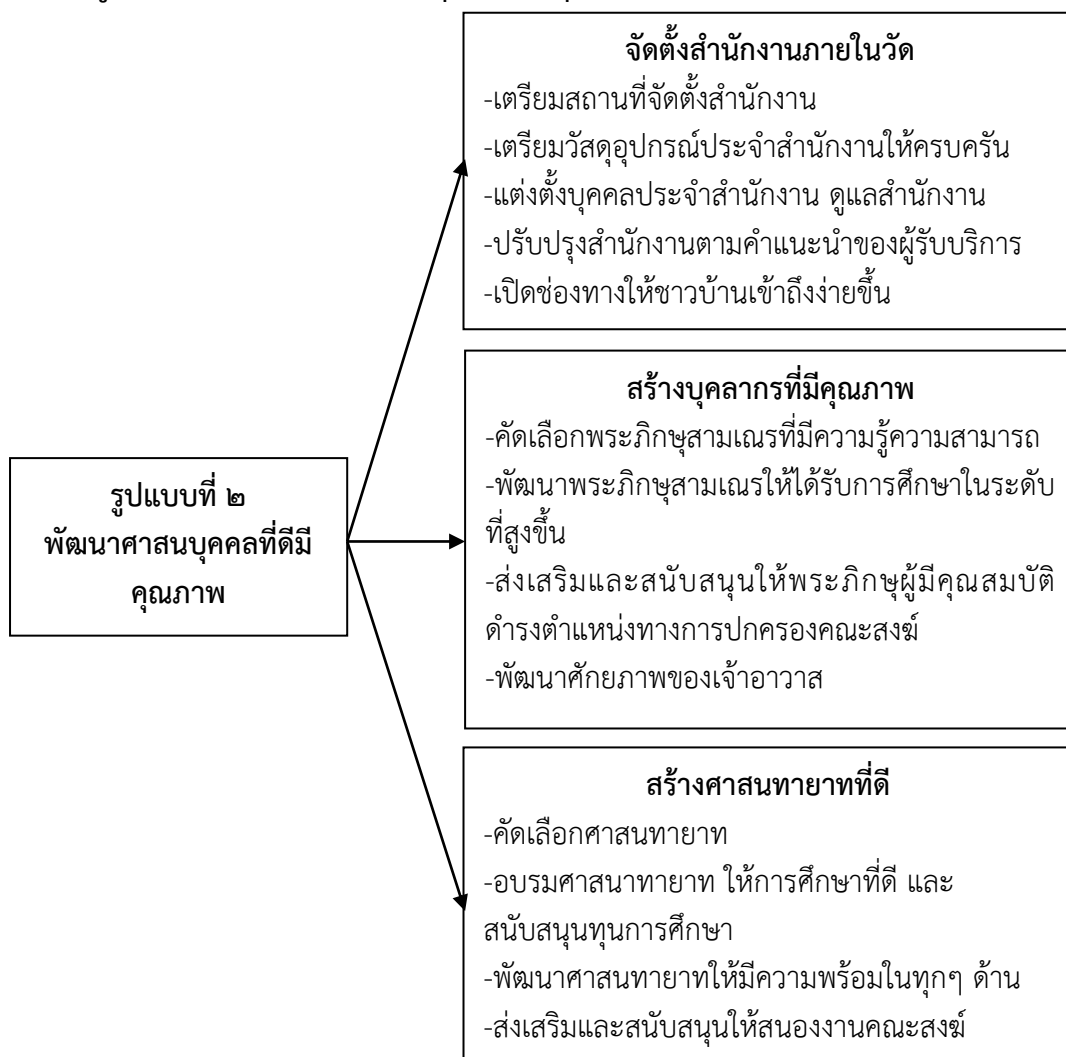 จัดตั้งสำนักงานภายในวัด
-เตรียมสถานที่จัดตั้งสำนักงาน
-เตรียมวัสดุอุปกรณ์ประจำสำนักงานให้ครบครัน
-แต่งตั้งบุคคลประจำสำนักงาน ดูแลสำนักงาน
-ปรับปรุงสำนักงานตามคำแนะนำของผู้รับบริการ
-เปิดช่องทางให้ชาวบ้านเข้าถึงง่ายขึ้น
รูปแบบที่ ๒
พัฒนาศาสนบุคคลที่ดีมี
คุณภาพ
สร้างบุคลากรที่มีคุณภาพ
-คัดเลือกพระภิกษุสามเณรที่มีความรู้ความสามารถ
-พัฒนาพระภิกษุสามเณรให้ได้รับการศึกษาในระดับ
ที่สูงขึ้น
-ส่งเสริมและสนับสนุนให้พระภิกษุผู้มีคุณสมบัติ
ดำรงตำแหน่งทางการปกครองคณะสงฆ์
-พัฒนาศักยภาพของเจ้าอาวาส
สร้างศาสนทายาทที่ดี
-คัดเลือกศาสนทายาท
-อบรมศาสนาทายาท ให้การศึกษาที่ดี และ
สนับสนุนทุนการศึกษา
-พัฒนาศาสนทายาทให้มีความพร้อมในทุกๆ ด้าน
-ส่งเสริมและสนับสนุนให้สนองงานคณะสงฆ์